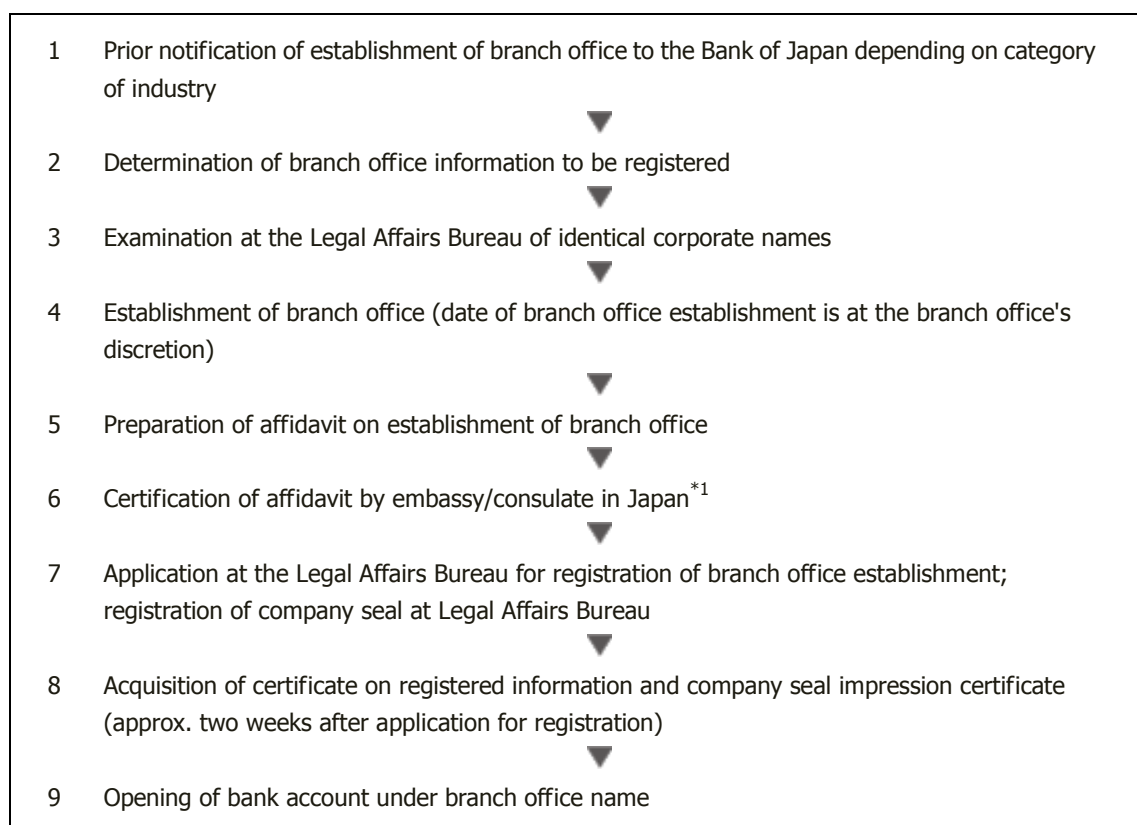 1 Prior notification of establishment of branch office to the Bank of Japan depending on category
of industry
2 Determination of branch office information to be registered
3 Examination at the Legal Affairs Bureau of identical corporate names
4 Establishment of branch office (date of branch office establishment is at the branch office's
discretion)
5 Preparation of affidavit on establishment of branch office
6 Certification of affidavit by embassy/consulate in Japan*1
7 Application at the Legal Affairs Bureau for registration of branch office establishment;
registration of company seal at Legal Affairs Bureau
8 Acquisition of certificate on registered information and company seal impression certificate
(approx. two weeks after application for registration)
9 Opening of bank account under branch office name